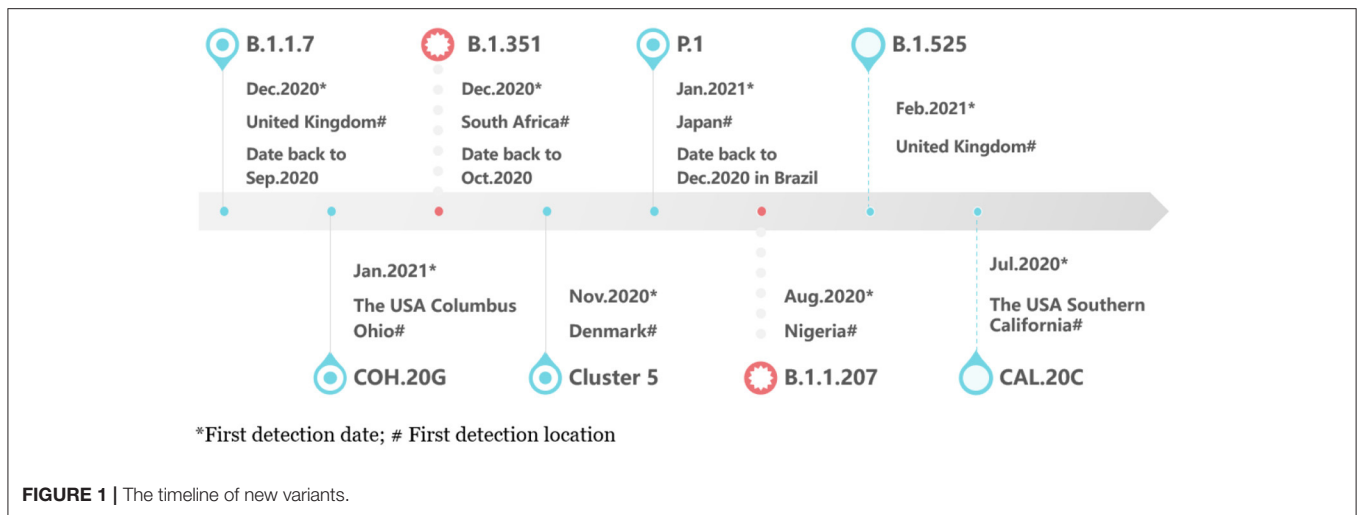 B.1.1.7
Dec.2020*
United Kingdom#
Date back to
Sep.2020
B.1.351
Dec.2020*
South Africa#
Date back to
Oct.2020
P.1
Jan.2021*
Japan#
Date back to
Dec.2020 in Brazil
B.1.525
Feb.2021*
United Kingdom#
Jan.2021*
The USA Columbus
Ohio#
COH.20G
Nov.2020*
Denmark#
Cluster 5
Aug.2020*
Nigeria#
B.1.1.207
Jul.2020*
The USA Southern
California#
CAL.20C
*First detection date; # First detection location
FIGURE 1 | The timeline of new variants.